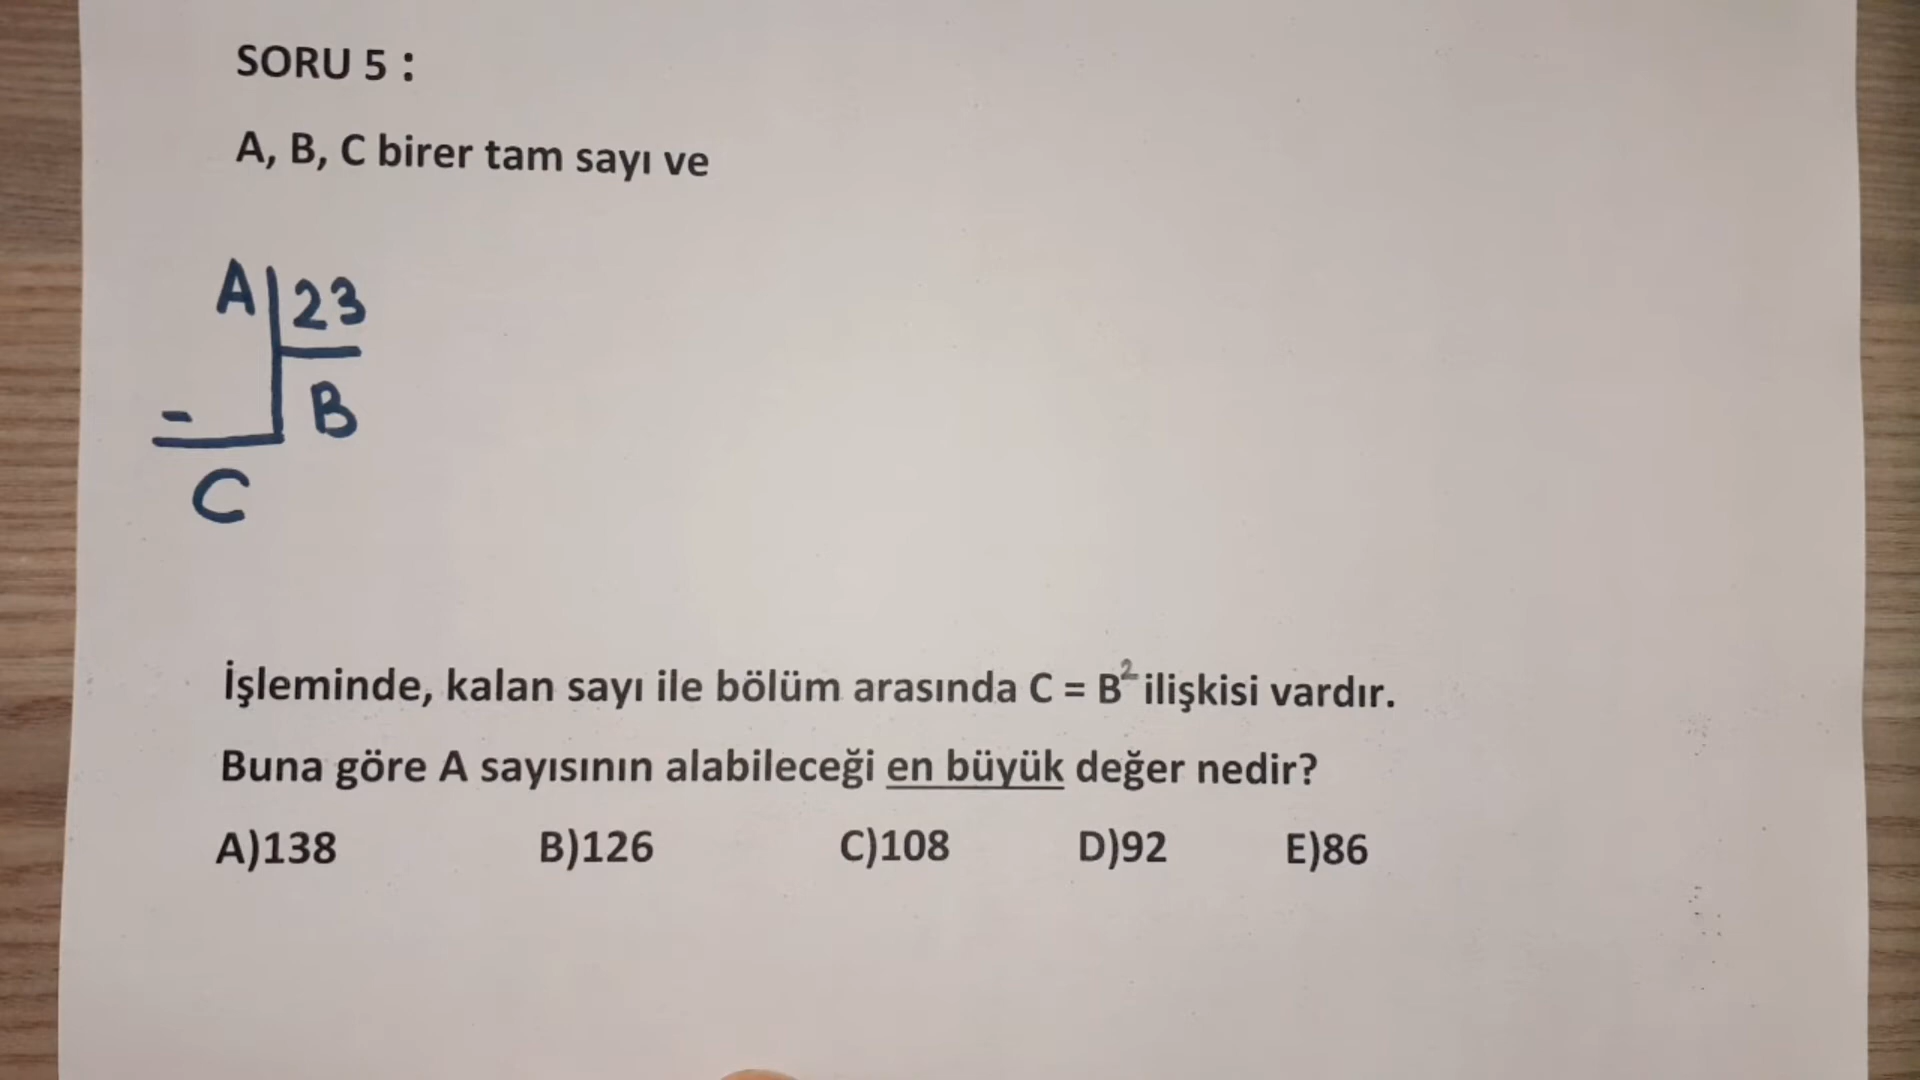 SORU 5 :
A, B, C birer tam sayı ve
A 23
B
-
C
İşleminde, kalan sayı ile bölüm arasında C = B² ilişkisi vardır.
Buna göre A sayısının alabileceği en büyük değer nedir?
A)138 B)126 C)108 D)92 E)86